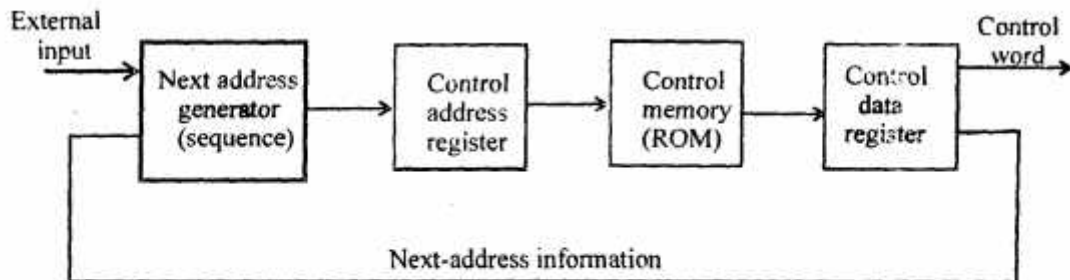 External
input
Next address
generator
(sequence)
Control
address
register
Control
memory
(ROM)
Control
data
register
Control
word
Next-address information